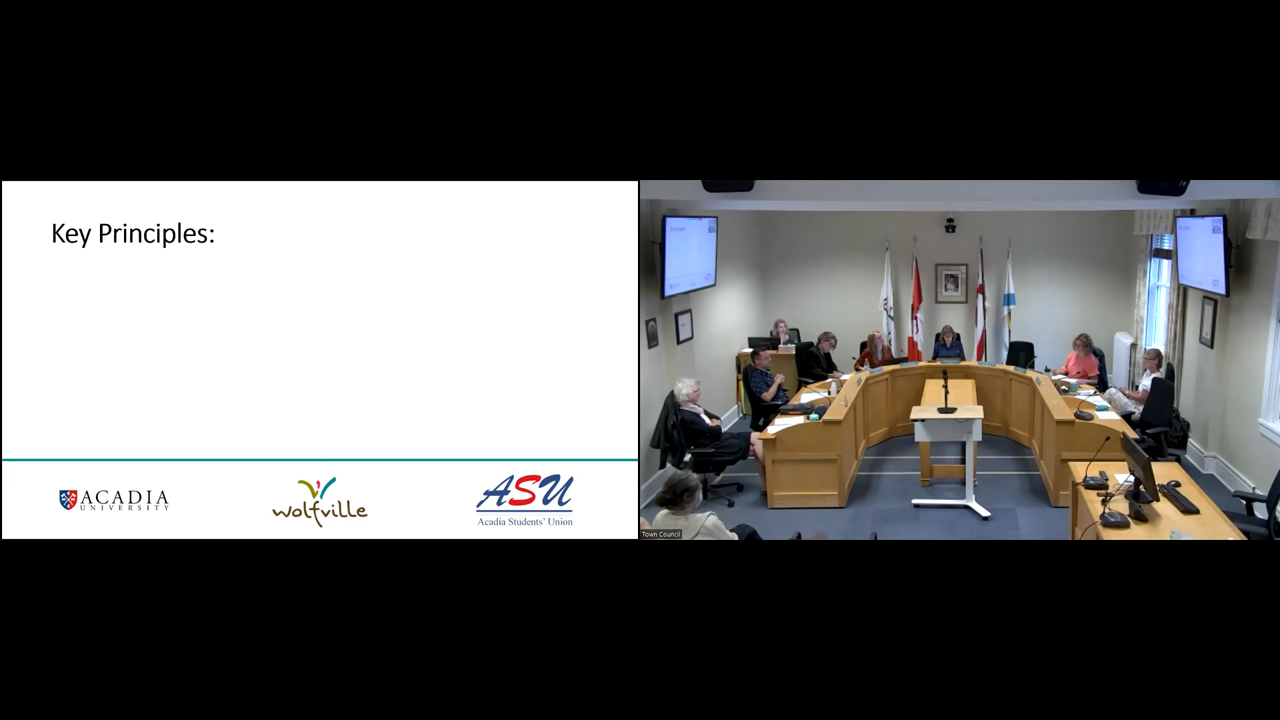 Key Principles:
ACADIA
UNIVERSITY
wolfville
ASU
Acadia Students' Union
Town Council